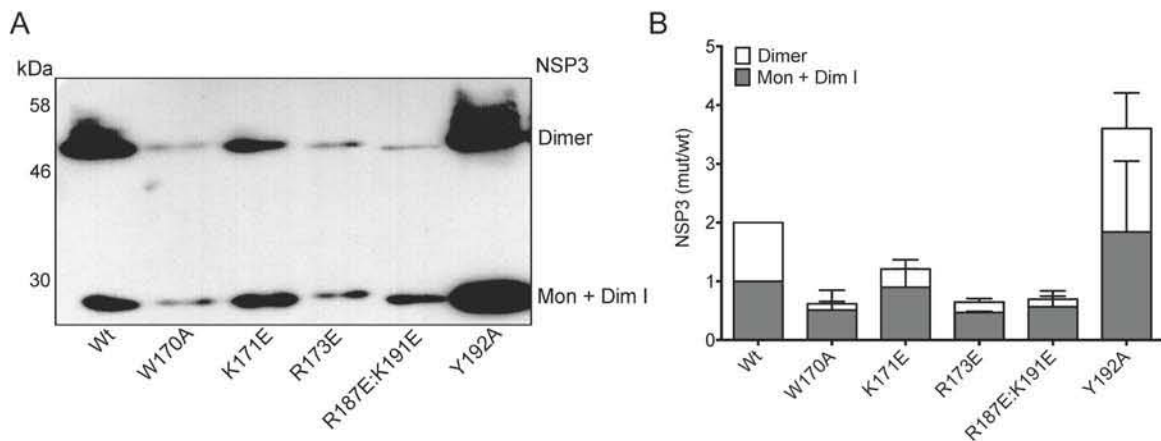 A
kDa
NSP3
58
Dimer
46
30
Mon + Dim I
Wt
W170A
K171E
R173E
R187E:K191E
Y192A
B
Dimer
Mon + Dim I
NSP3 (mut/wt)
5
4
3
2
1
0
Wt
W170A
K171E
R173E
R187E:K191E
Y192A